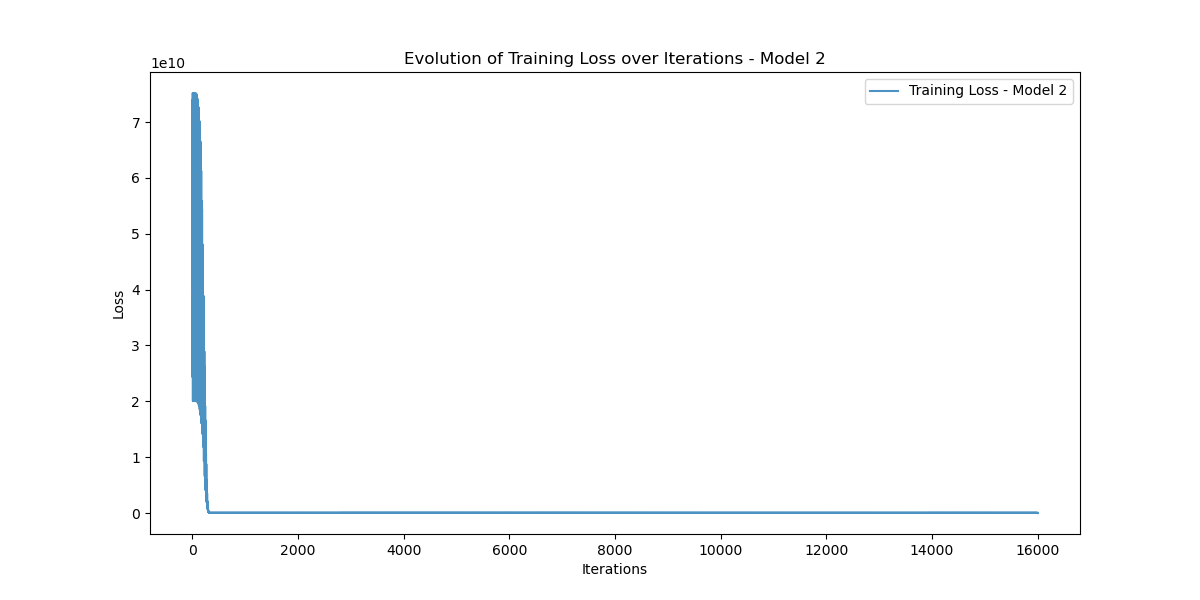 Evolution of Training Loss over Iterations - Model 2
1e10
Training Loss - Model 2
7
6
5
4
3
2
1
0
Loss
0 2000 4000 6000 8000 10000 12000 14000 16000
Iterations